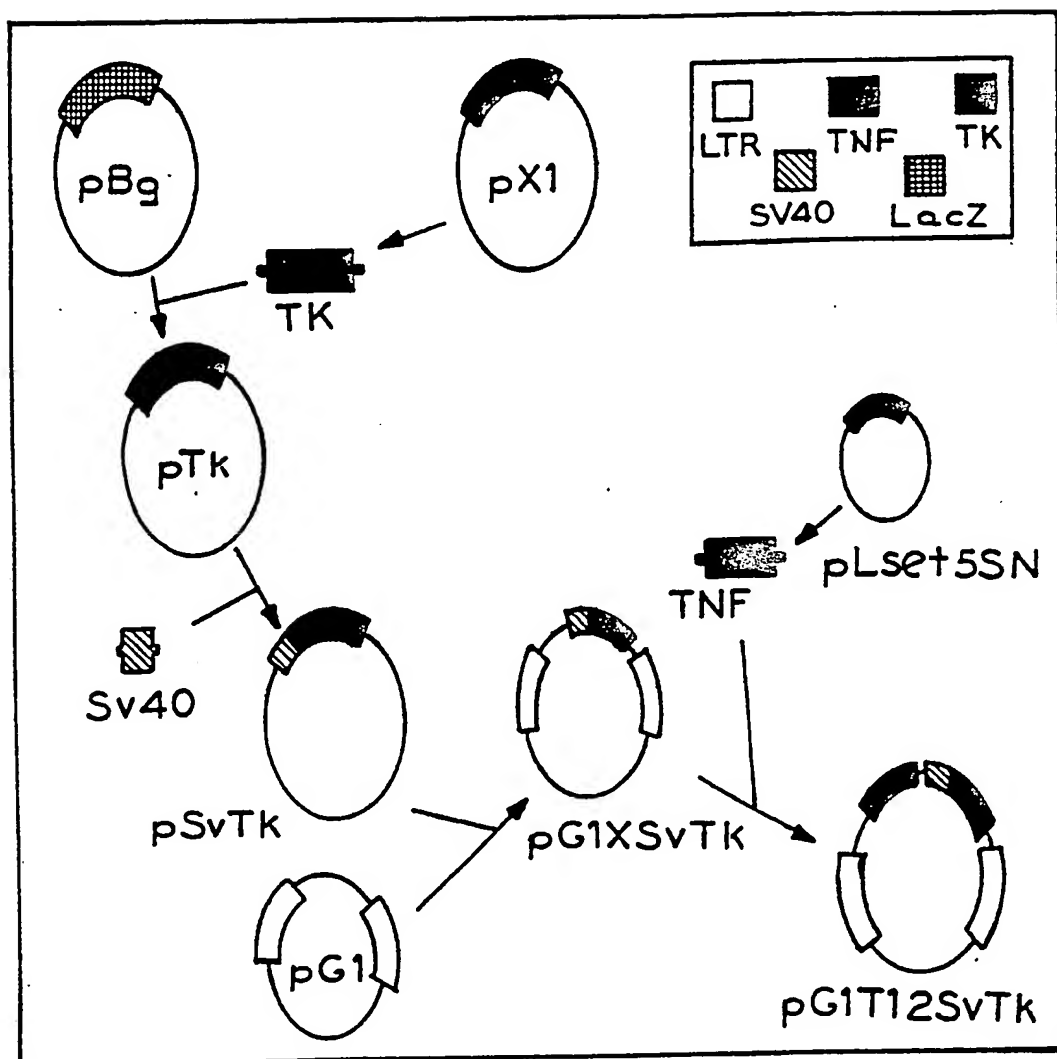 pBg
pX1
LTR
TNF
TK
SV40
LacZ
TK
pTk
pLset5SN
TNF
Sv40
pSvTk
pG1XSvTk
pG1
pG1T12SvTk